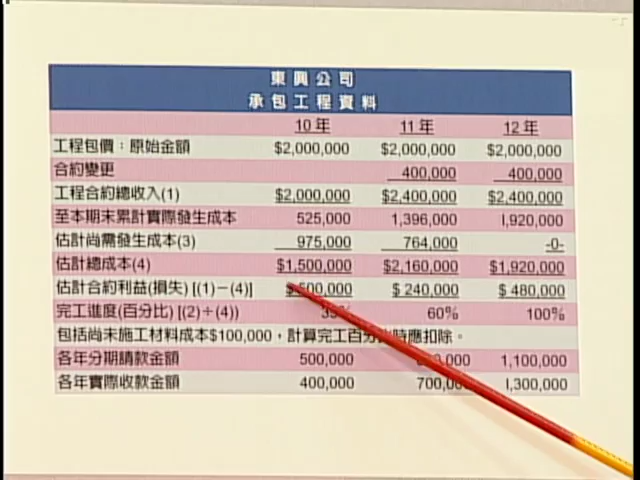 東興公司
承包工程資料
10年 11年 12年
工程包價：原始金額 $2,000,000 $2,000,000 $2,000,000
合約變更 400,000 400,000
工程合約總收入(1) $2,000,000 $2,400,000 $2,400,000
至本期末累計實際發生成本 525,000 1,396,000 1,920,000
估計尚需發生成本(3) 975,000 764,000 -0-
估計總成本(4) $1,500,000 $2,160,000 $1,920,000
估計合約利益(損失) [(1)－(4)] $ 500,000 $ 240,000 $ 480,000
完工進度(百分比) [(2)÷(4)) 60% 100%
包括尚未施工材料成本$100,000，計算完工百分比時應扣除。
各年分期請款金額 500,000 1,100,000
各年實際收款金額 400,000 700,000 1,300,000